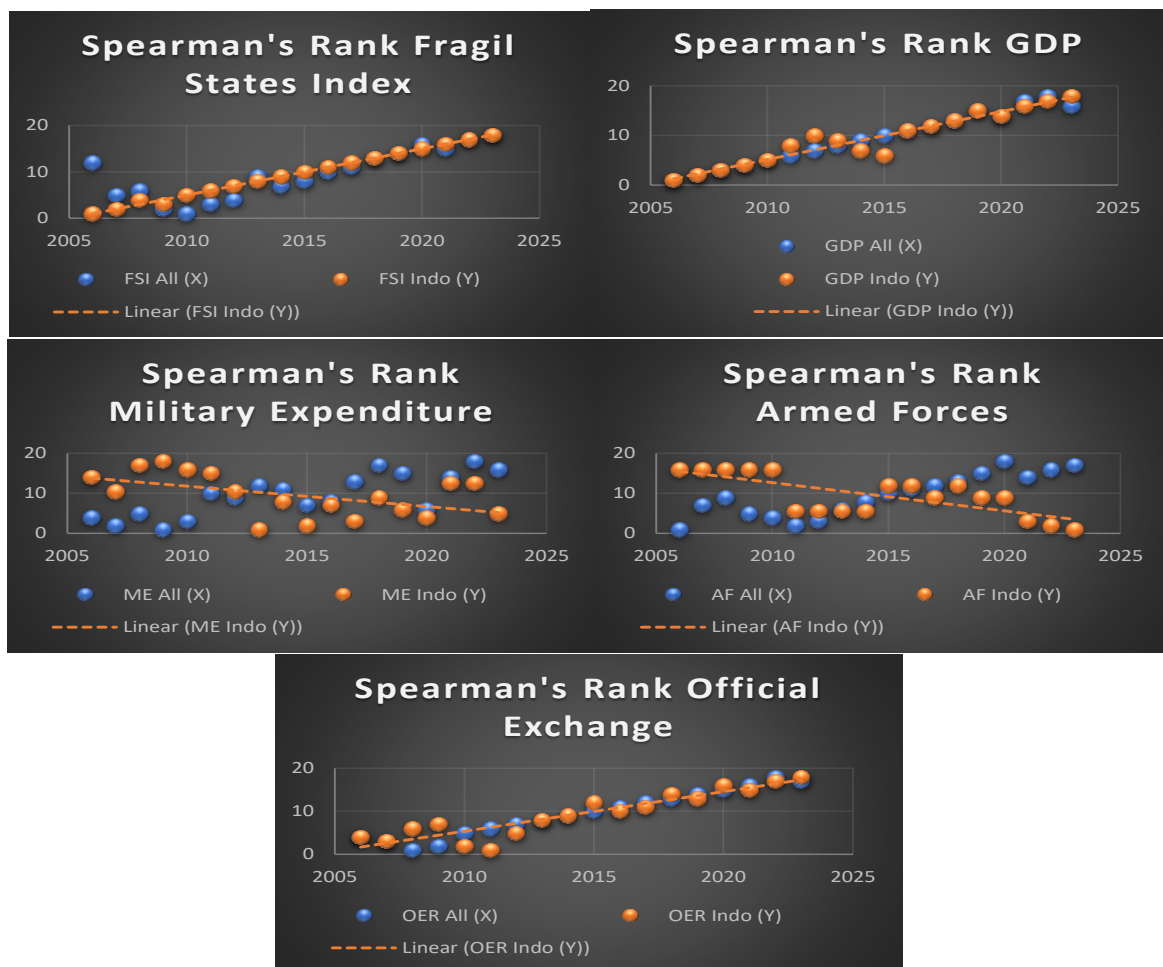 Spearman's Rank Fragil
States Index
20
10
0
2005 2010 2015 2020 2025
FSI All (X) FSI Indo (Y)
Linear (FSI Indo (Y))
Spearman's Rank GDP
20
10
0
2005 2010 2015 2020 2025
GDP All (X)
GDP Indo (Y)
Linear (GDP Indo (Y))
Spearman's Rank
Military Expenditure
20
10
0
2005 2010 2015 2020 2025
ME All (X) ME Indo (Y)
Linear (ME Indo (Y))
Spearman's Rank
Armed Forces
20
10
0
2005 2010 2015 2020 2025
AF All (X) AF Indo (Y)
Linear (AF Indo (Y))
Spearman's Rank Official
Exchange
20
10
0
2005 2010 2015 2020 2025
OER All (X) OER Indo (Y)
Linear (OER Indo (Y))